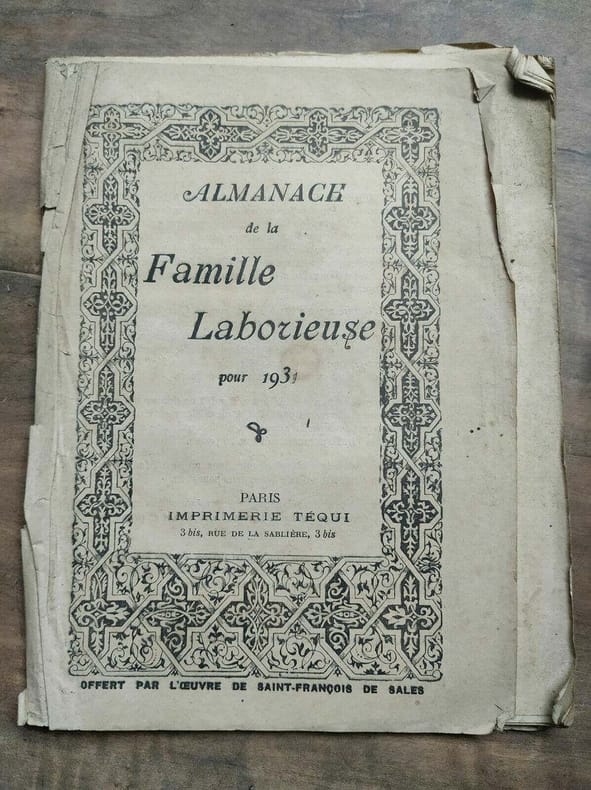 ALMANACH
de la
Famille
Laborieuse
pour 1931
PARIS
IMPRIMERIE TÉQUI
3 bis, RUE DE LA SABLIÈRE, 3 bis
OFFERT PAR L'ŒUVRE DE SAINT-FRANÇOIS DE SALES